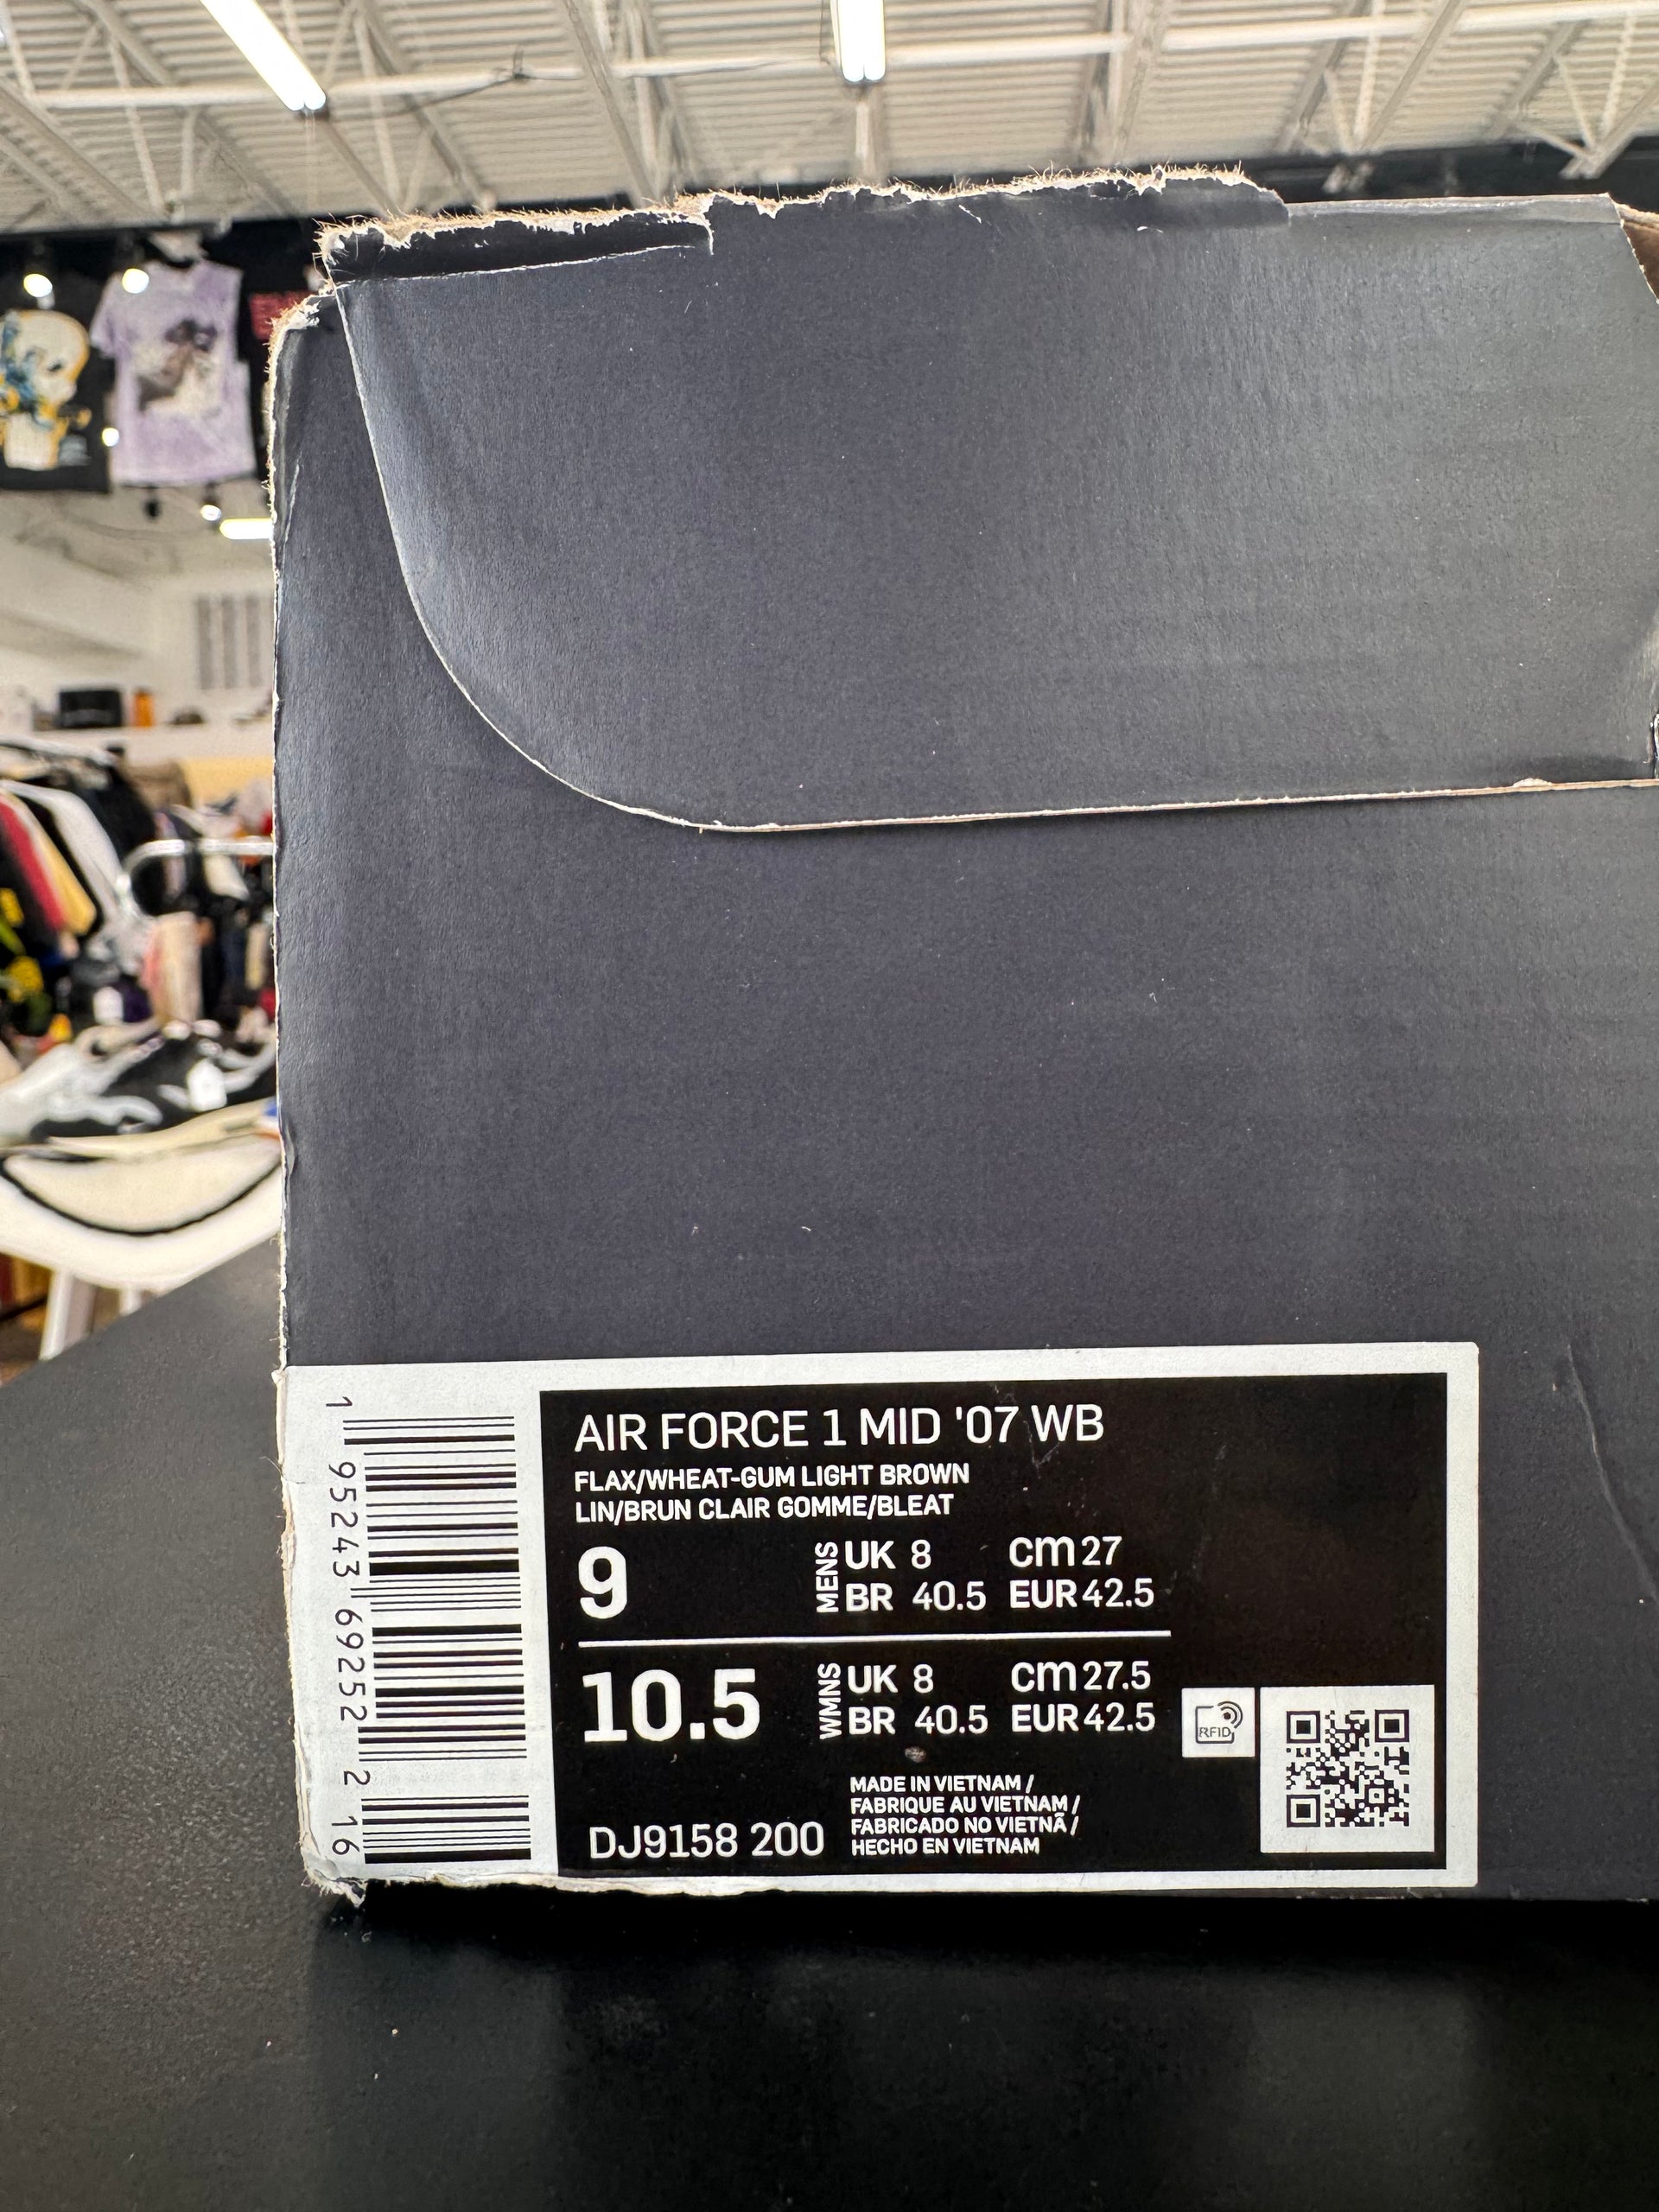 AIR FORCE 1 MID '07 WB
FLAX/WHEAT-GUM LIGHT BROWN
LIN/BRUN CLAIR GOMME/BLEAT
9 MENS UK 8 cm 27
BR 40.5 EUR 42.5
10.5 WMNS UK 8 cm 27.5
BR 40.5 EUR 42.5
RFID
MADE IN VIETNAM /
FABRIQUE AU VIETNAM /
FABRICADO NO VIETNÃ /
HECHO EN VIETNAM
DJ9158 200
1 95243 69252 2 16